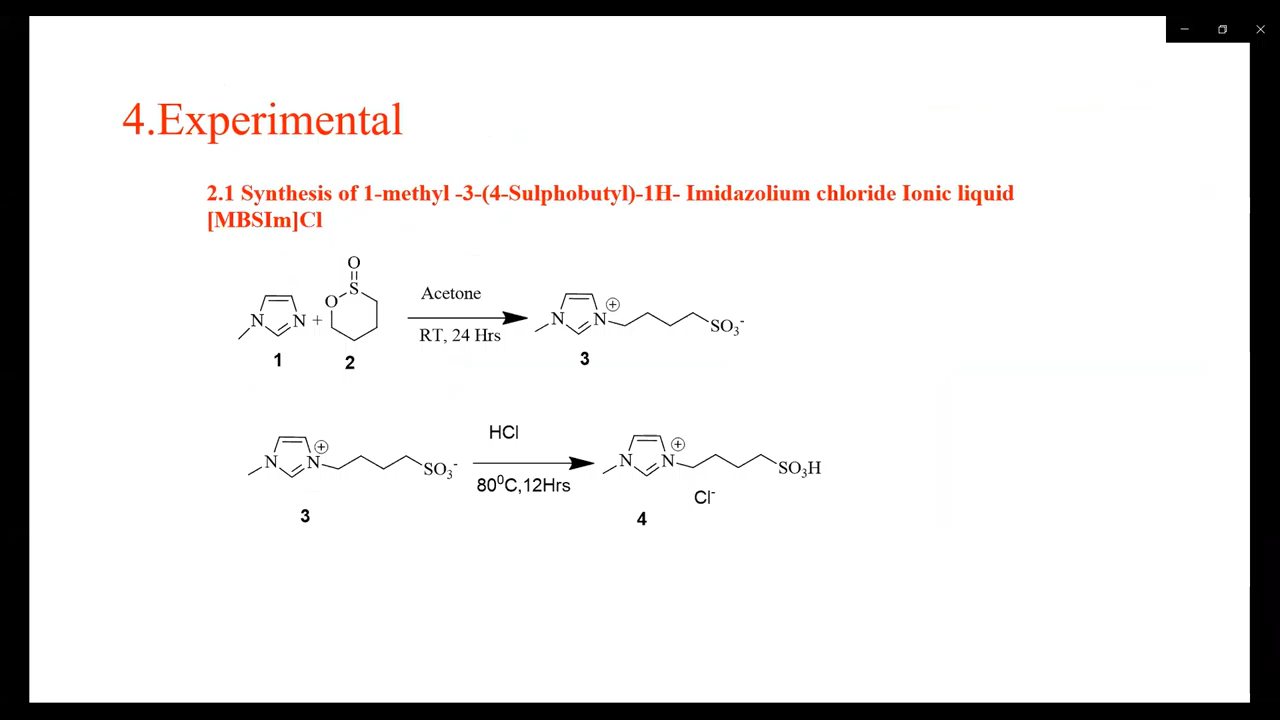 4.Experimental
2.1 Synthesis of 1-methyl -3-(4-Sulphobutyl)-1H- Imidazolium chloride Ionic liquid
[MBSIm]Cl
O
O S
N N + Acetone N N ⊕ SO₃⁻
RT, 24 Hrs
1 2 3
HCl
N N ⊕ SO₃⁻ N N ⊕ SO₃H
80⁰C,12Hrs Cl⁻
3 4